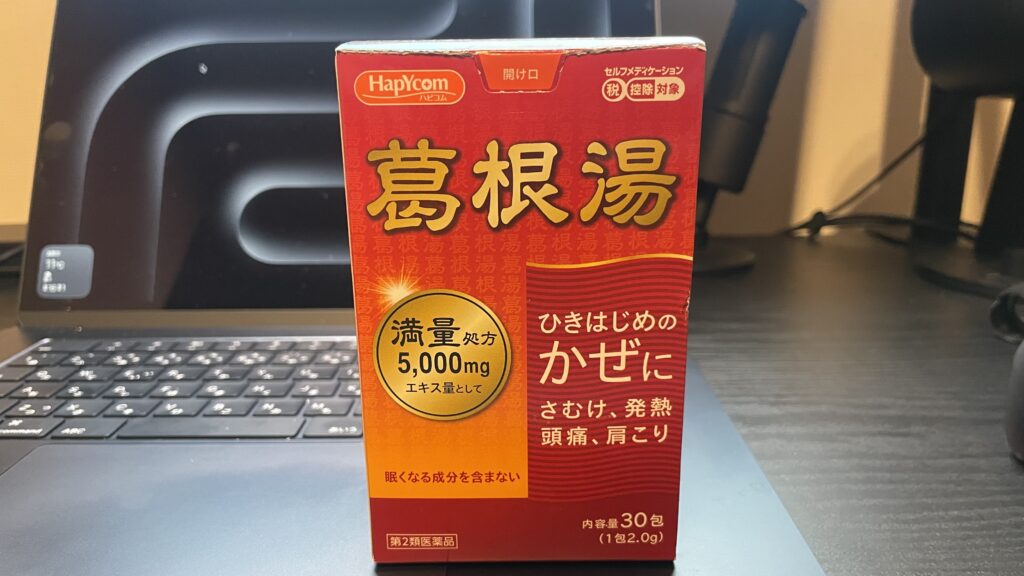 HapYcom
ハピコム
開け口
セルフメディケーション
税 控除 対象
葛根湯
満量処方
5,000mg
エキス量として
ひきはじめの
かぜに
さむけ、発熱
頭痛、肩こり
眠くなる成分を含まない
第2類医薬品
内容量30包
(1包2.0g)
ABC
あいう